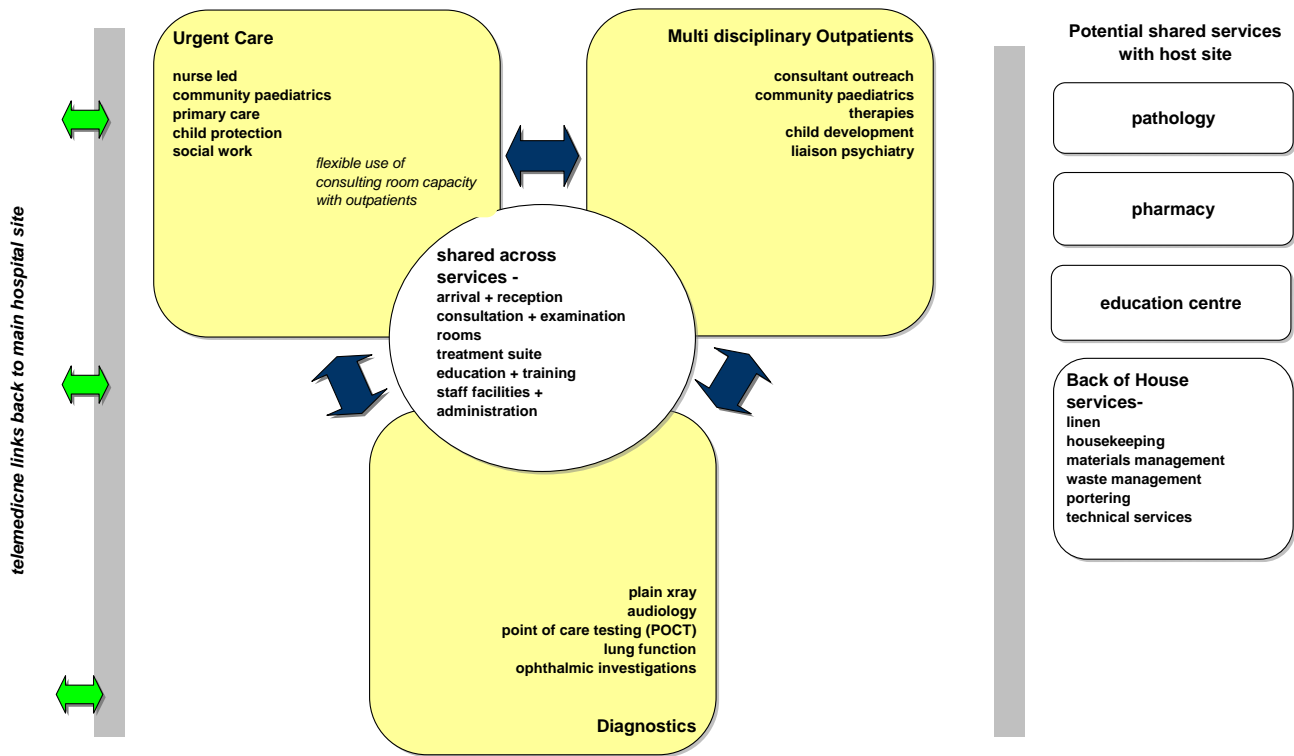 telemedicne links back to main hospital site
Urgent Care
nurse led
community paediatrics
primary care
child protection
social work
flexible use of
consulting room capacity
with outpatients
Multi disciplinary Outpatients
consultant outreach
community paediatrics
therapies
child development
liaison psychiatry
shared across
services -
arrival + reception
consultation + examination
rooms
treatment suite
education + training
staff facilities +
administration
plain xray
audiology
point of care testing (POCT)
lung function
ophthalmic investigations
Diagnostics
Potential shared services
with host site
pathology
pharmacy
education centre
Back of House
services-
linen
housekeeping
materials management
waste management
portering
technical services